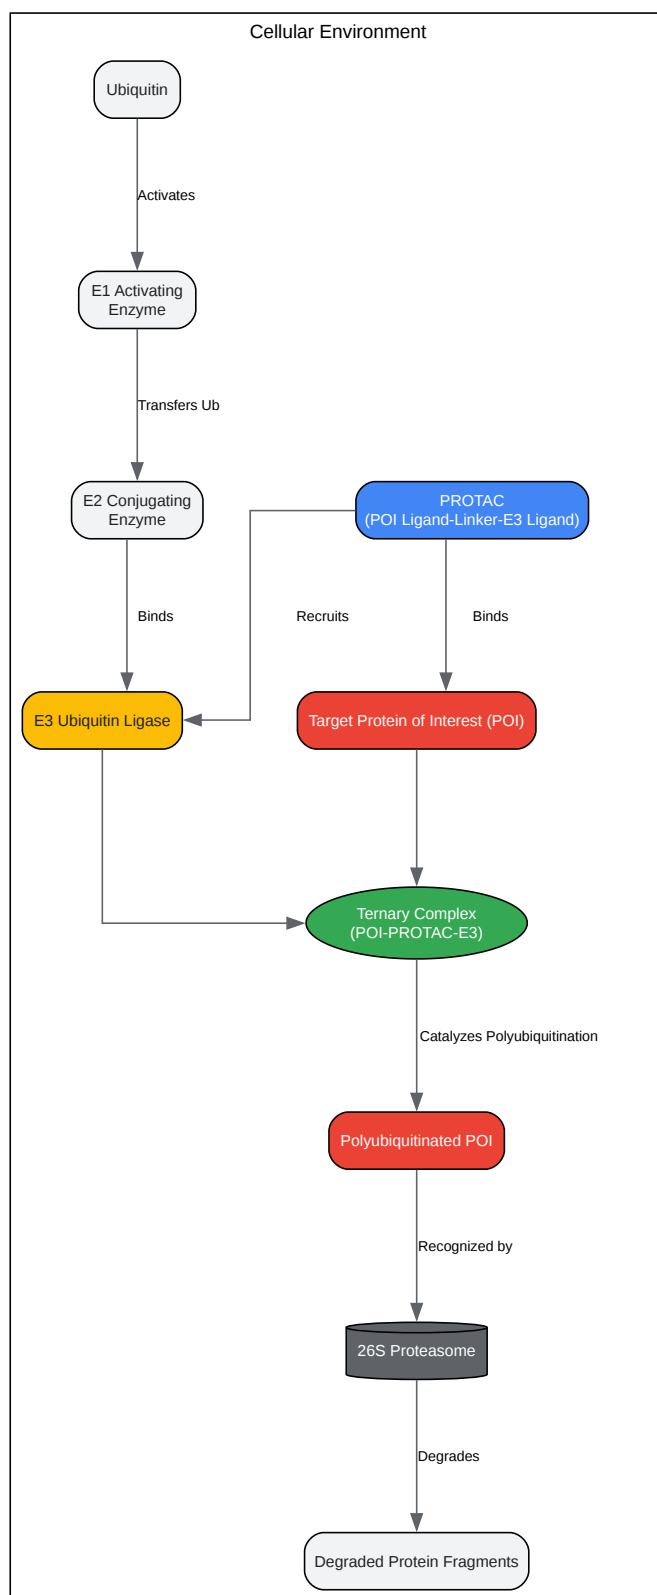 Cellular Environment
Ubiquitin
Activates
E1 Activating
Enzyme
Transfers Ub
E2 Conjugating
Enzyme
PROTAC
(POI Ligand-Linker-E3 Ligand)
Binds
Recruits
Binds
E3 Ubiquitin Ligase
Target Protein of Interest (POI)
Ternary Complex
(POI-PROTAC-E3)
Catalyzes Polyubiquitination
Polyubiquitinated POI
Recognized by
26S Proteasome
Degrades
Degraded Protein Fragments